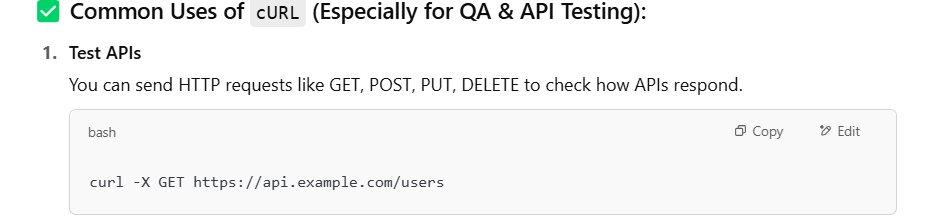 ✅ Common Uses of cURL (Especially for QA & API Testing):
1. Test APIs
You can send HTTP requests like GET, POST, PUT, DELETE to check how APIs respond.
bash Copy Edit
curl -X GET https://api.example.com/users